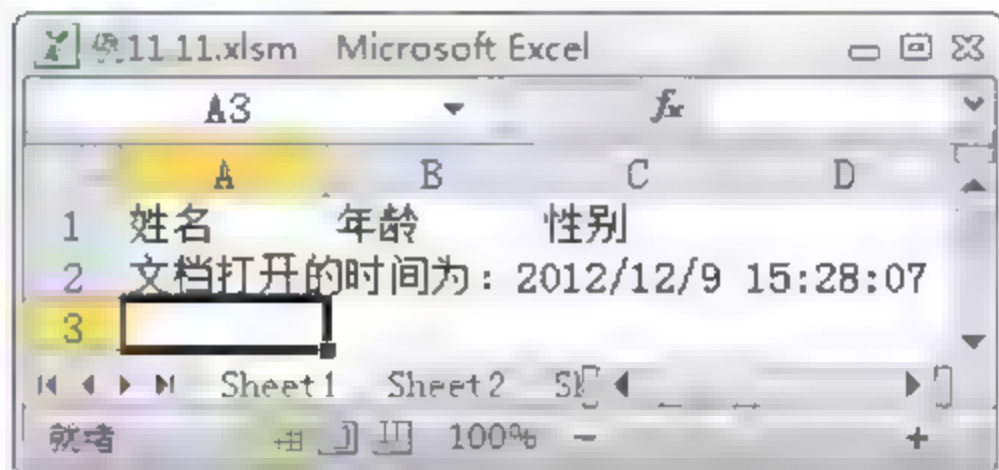 11.11.xlsm Microsoft Excel
A3 fx
A B C D
1 姓名 年龄 性别
2 文档打开的时间为：2012/12/9 15:28:07
3
Sheet1 Sheet2
就绪 100%